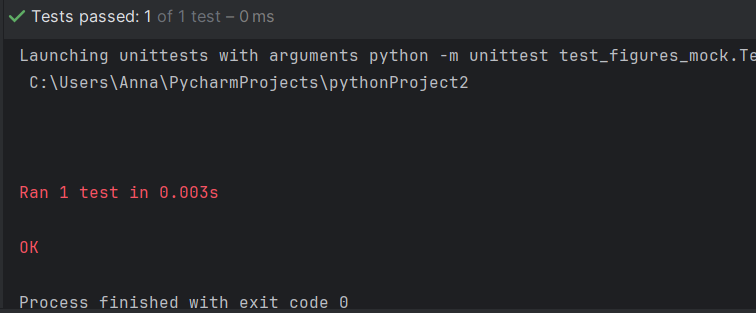 Tests passed: 1 of 1 test – 0 ms
Launching unittests with arguments python -m unittest test_figures_mock.Te
C:\Users\Anna\PycharmProjects\pythonProject2
Ran 1 test in 0.003s
OK
Process finished with exit code 0